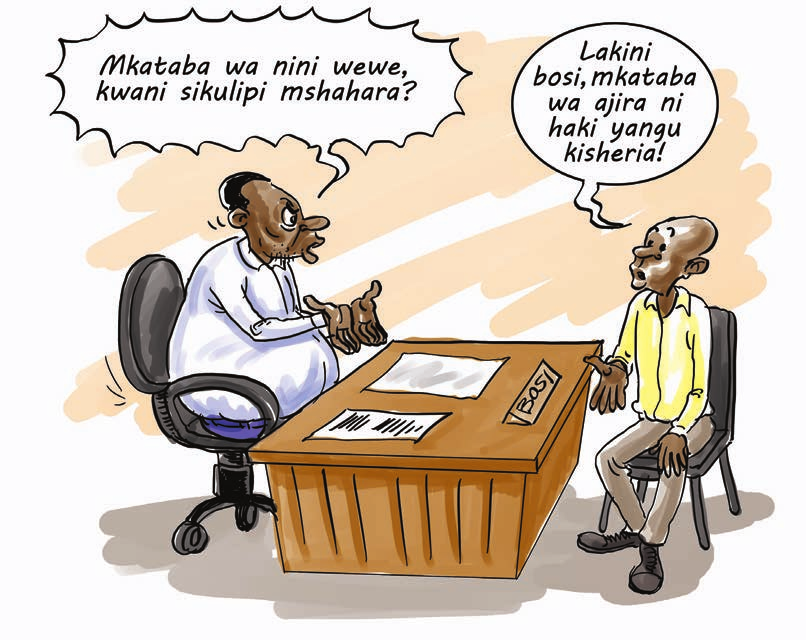 Mkataba wa nini wewe,
kwani sikulipi mshahara?
Lakini
bosi, mkataba
wa ajira ni
haki yangu
kisheria!
BOSI